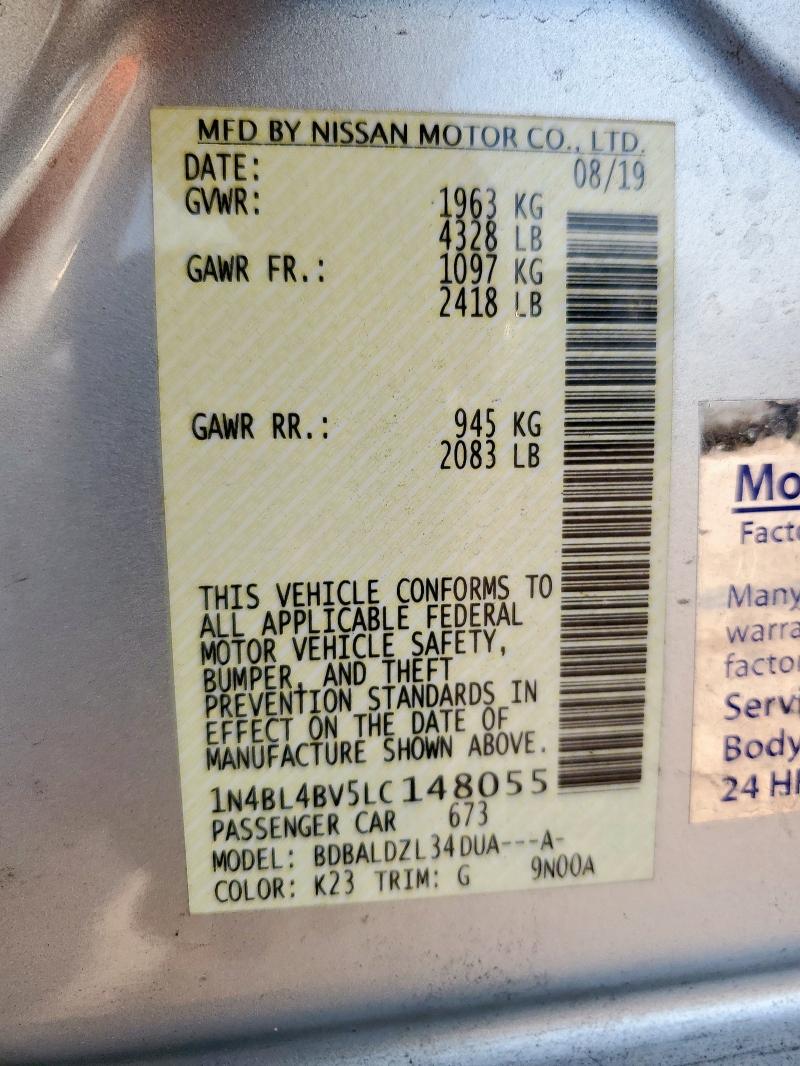 MFD BY NISSAN MOTOR CO., LTD.
DATE: 08/19
GVWR: 1963 KG
4328 LB
GAWR FR.: 1097 KG
2418 LB
GAWR RR.: 945 KG
2083 LB
THIS VEHICLE CONFORMS TO
ALL APPLICABLE FEDERAL
MOTOR VEHICLE SAFETY,
BUMPER, AND THEFT
PREVENTION STANDARDS IN
EFFECT ON THE DATE OF
MANUFACTURE SHOWN ABOVE.
1N4BL4BV5LC148055
PASSENGER CAR 673
MODEL: BDBALDZL34DUA---A-
COLOR: K23 TRIM: G 9N00A
Mo
Facto
Many
warra
factor
Servi
Body
24 H